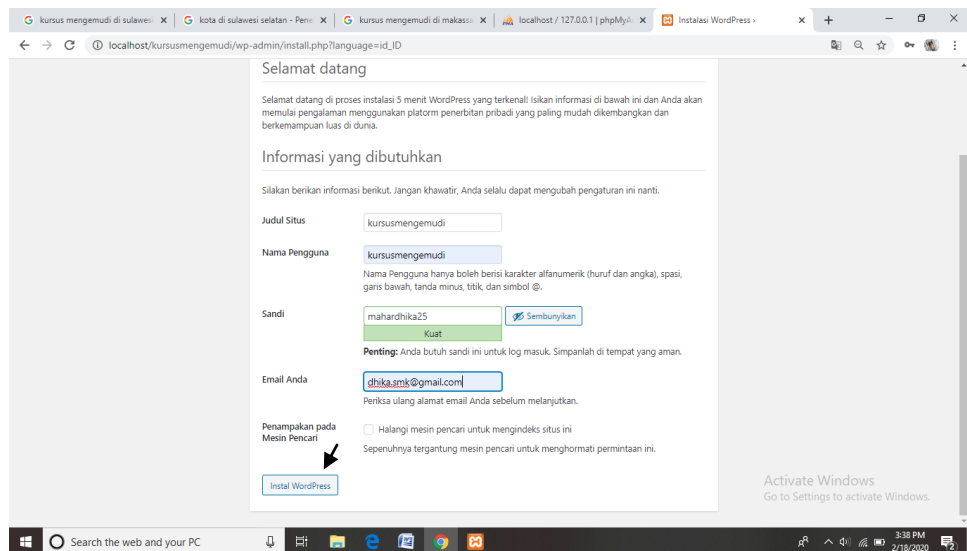 kursus mengemudi di sulawesi
kota di sulawesi selatan - Pene
kursus mengemudi di makassa
localhost / 127.0.0.1 | phpMyA
Instalasi WordPress ›
localhost/kursusmengemudi/wp-admin/install.php?language=id_ID
Selamat datang
Selamat datang di proses instalasi 5 menit WordPress yang terkenal! Isikan informasi di bawah ini dan Anda akan
memulai pengalaman menggunakan platorm penerbitan pribadi yang paling mudah dikembangkan dan
berkemampuan luas di dunia.
Informasi yang dibutuhkan
Silakan berikan informasi berikut. Jangan khawatir, Anda selalu dapat mengubah pengaturan ini nanti.
Judul Situs
kursusmengemudi
Nama Pengguna
kursusmengemudi
Nama Pengguna hanya boleh berisi karakter alfanumerik (huruf dan angka), spasi,
garis bawah, tanda minus, titik, dan simbol @.
Sandi
mahardhika25
Sembunyikan
Kuat
Penting: Anda butuh sandi ini untuk log masuk. Simpanlah di tempat yang aman.
Email Anda
dhika.smk@gmail.com
Periksa ulang alamat email Anda sebelum melanjutkan.
Penampakan pada
Mesin Pencari
Halangi mesin pencari untuk mengindeks situs ini
Sepenuhnya tergantung mesin pencari untuk menghormati permintaan ini.
Instal WordPress
Activate Windows
Go to Settings to activate Windows.
Search the web and your PC
3:38 PM
2/18/2020
2